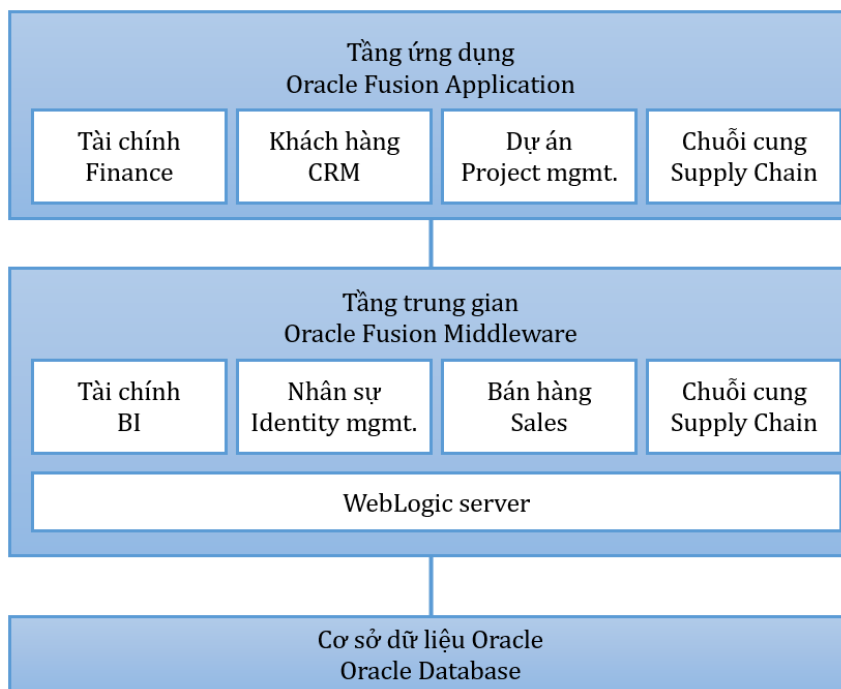 Tầng ứng dụng
Oracle Fusion Application
Tài chính
Finance
Khách hàng
CRM
Dự án
Project mgmt.
Chuỗi cung
Supply Chain
Tầng trung gian
Oracle Fusion Middleware
Tài chính
BI
Nhân sự
Identity mgmt.
Bán hàng
Sales
Chuỗi cung
Supply Chain
WebLogic server
Cơ sở dữ liệu Oracle
Oracle Database